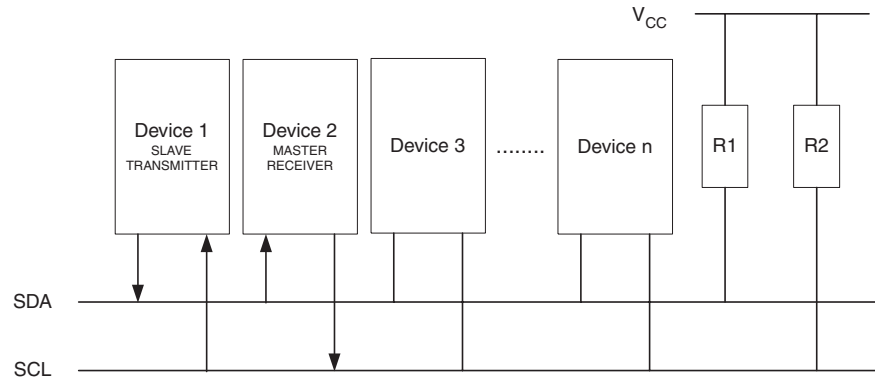 V_CC
Device 1
SLAVE
TRANSMITTER
Device 2
MASTER
RECEIVER
Device 3
........
Device n
R1
R2
SDA
SCL